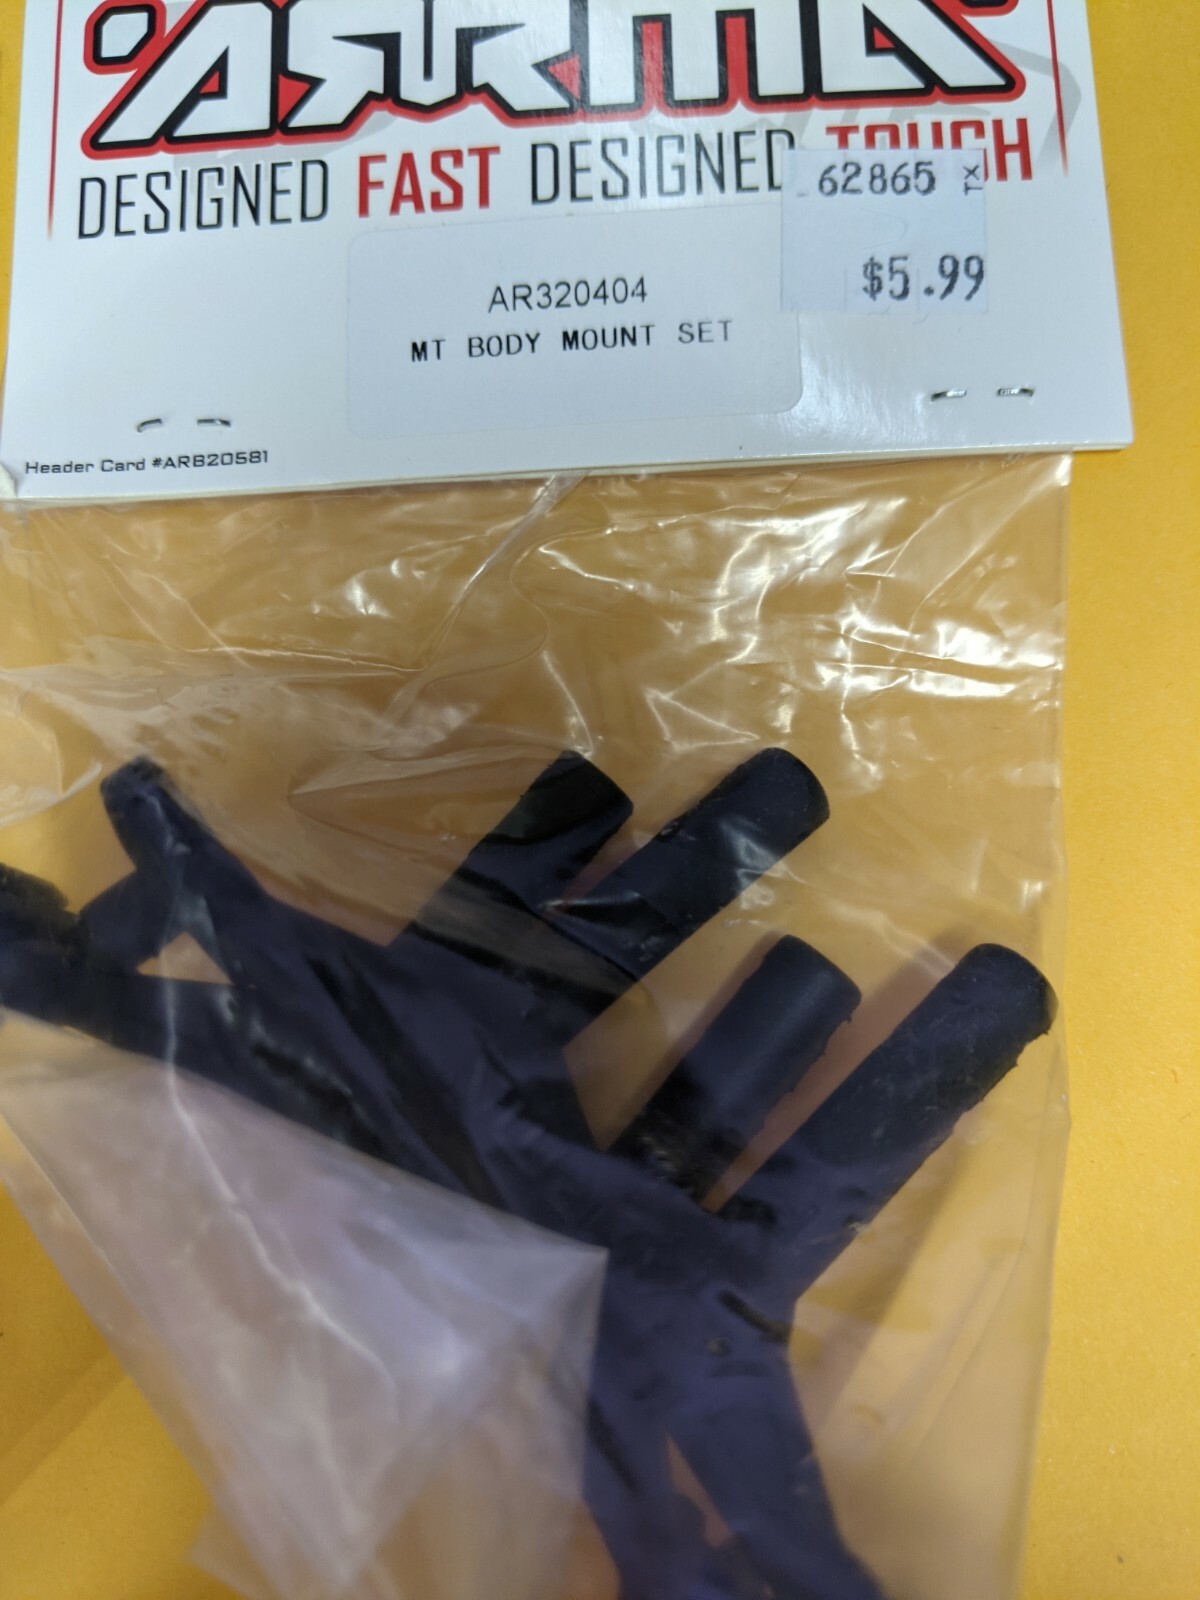 ARRMA
DESIGNED FAST DESIGNED TOUGH
62865 TX
$5.99
AR320404
MT BODY MOUNT SET
Header Card #ARB20581